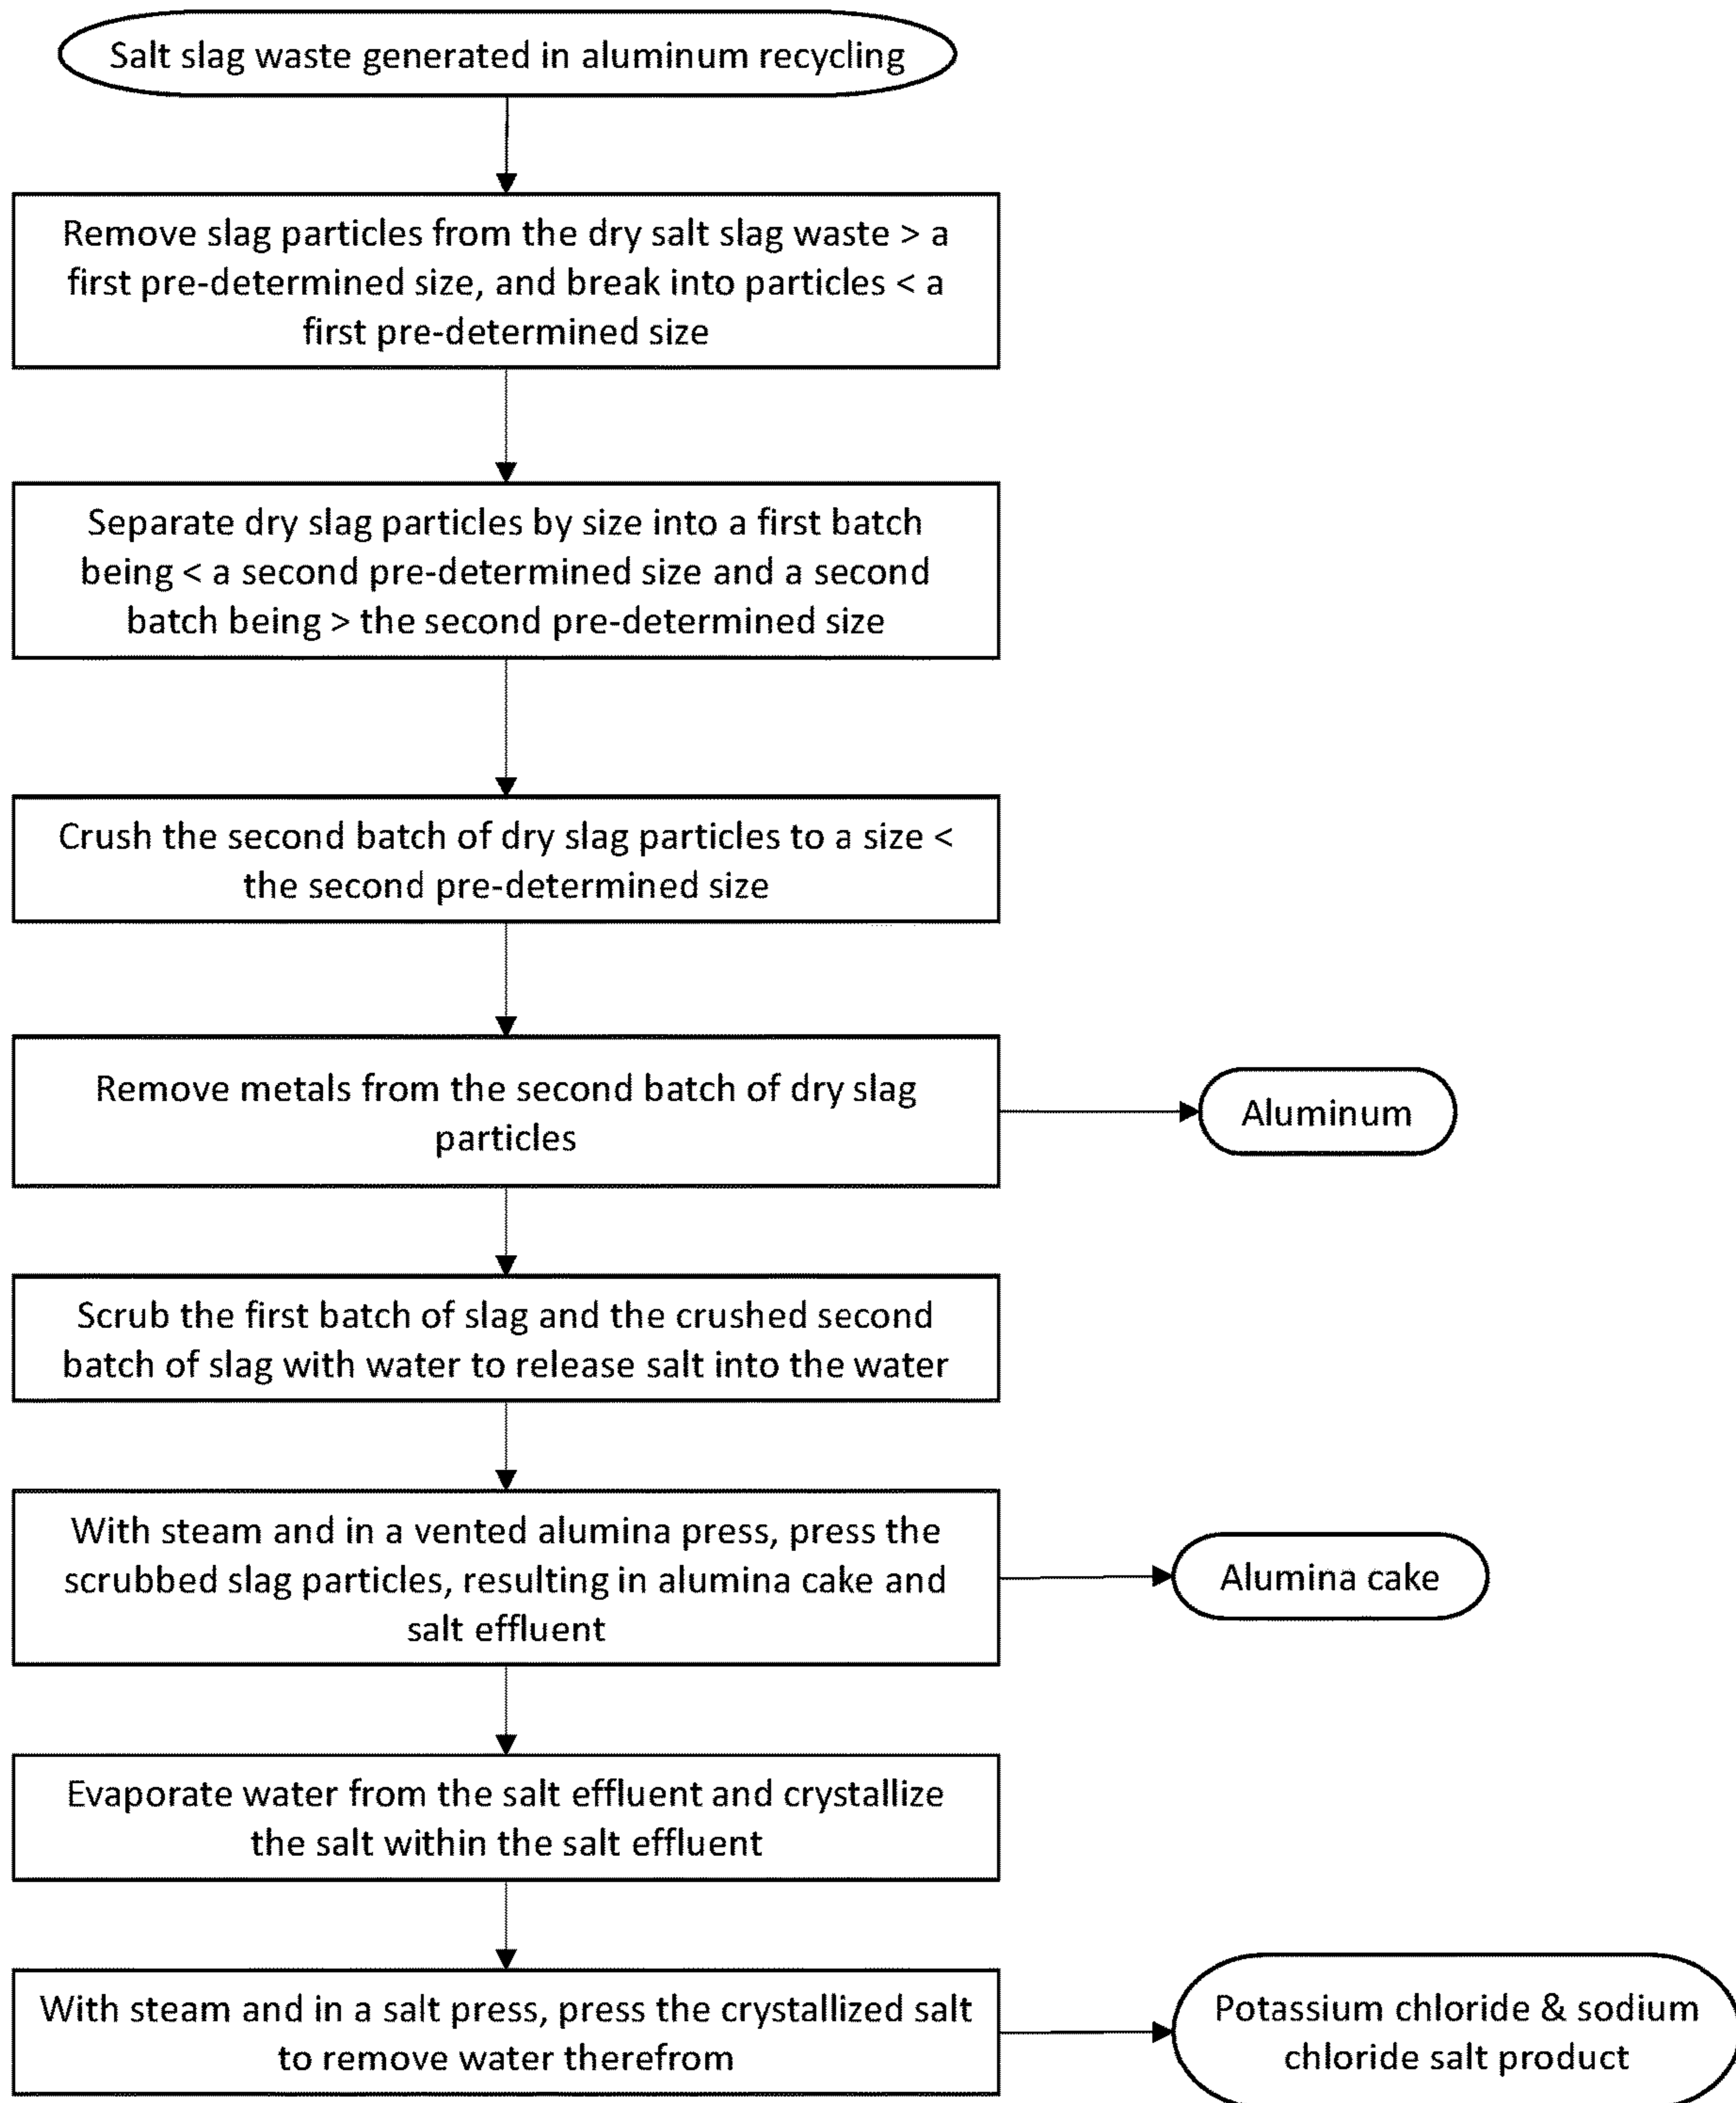 Salt slag waste generated in aluminum recycling
Remove slag particles from the dry salt slag waste > a
first pre-determined size, and break into particles < a
first pre-determined size
Separate dry slag particles by size into a first batch
being < a second pre-determined size and a second
batch being > the second pre-determined size
Crush the second batch of dry slag particles to a size <
the second pre-determined size
Remove metals from the second batch of dry slag
particles
Aluminum
Scrub the first batch of slag and the crushed second
batch of slag with water to release salt into the water
With steam and in a vented alumina press, press the
scrubbed slag particles, resulting in alumina cake and
salt effluent
Alumina cake
Evaporate water from the salt effluent and crystallize
the salt within the salt effluent
With steam and in a salt press, press the crystallized salt
to remove water therefrom
Potassium chloride & sodium
chloride salt product